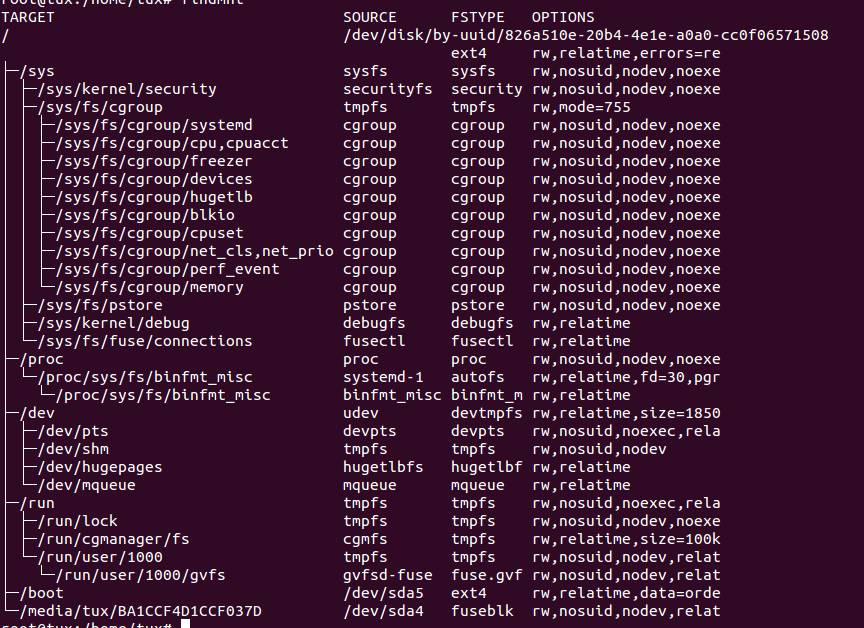 root@tux:/home/tux# findmnt
TARGET SOURCE FSTYPE OPTIONS
/ /dev/disk/by-uuid/826a510e-20b4-4e1e-a0a0-cc0f06571508
ext4 rw,relatime,errors=re
├─/sys sysfs sysfs rw,nosuid,nodev,noexe
│ ├─/sys/kernel/security securityfs security rw,nosuid,nodev,noexe
│ ├─/sys/fs/cgroup tmpfs tmpfs rw,mode=755
│ │ ├─/sys/fs/cgroup/systemd cgroup cgroup rw,nosuid,nodev,noexe
│ │ ├─/sys/fs/cgroup/cpu,cpuacct cgroup cgroup rw,nosuid,nodev,noexe
│ │ ├─/sys/fs/cgroup/freezer cgroup cgroup rw,nosuid,nodev,noexe
│ │ ├─/sys/fs/cgroup/devices cgroup cgroup rw,nosuid,nodev,noexe
│ │ ├─/sys/fs/cgroup/hugetlb cgroup cgroup rw,nosuid,nodev,noexe
│ │ ├─/sys/fs/cgroup/blkio cgroup cgroup rw,nosuid,nodev,noexe
│ │ ├─/sys/fs/cgroup/cpuset cgroup cgroup rw,nosuid,nodev,noexe
│ │ ├─/sys/fs/cgroup/net_cls,net_prio cgroup cgroup rw,nosuid,nodev,noexe
│ │ ├─/sys/fs/cgroup/perf_event cgroup cgroup rw,nosuid,nodev,noexe
│ │ └─/sys/fs/cgroup/memory cgroup cgroup rw,nosuid,nodev,noexe
│ ├─/sys/fs/pstore pstore pstore rw,nosuid,nodev,noexe
│ ├─/sys/kernel/debug debugfs debugfs rw,relatime
│ └─/sys/fs/fuse/connections fusectl fusectl rw,relatime
├─/proc proc proc rw,nosuid,nodev,noexe
│ └─/proc/sys/fs/binfmt_misc systemd-1 autofs rw,relatime,fd=30,pgr
│ └─/proc/sys/fs/binfmt_misc binfmt_misc binfmt_m rw,relatime
├─/dev udev devtmpfs rw,relatime,size=1850
│ ├─/dev/pts devpts devpts rw,nosuid,noexec,rela
│ ├─/dev/shm tmpfs tmpfs rw,nosuid,nodev
│ ├─/dev/hugepages hugetlbfs hugetlbf rw,relatime
│ └─/dev/mqueue mqueue mqueue rw,relatime
├─/run tmpfs tmpfs rw,nosuid,noexec,rela
│ ├─/run/lock tmpfs tmpfs rw,nosuid,nodev,noexe
│ ├─/run/cgmanager/fs cgmfs tmpfs rw,relatime,size=100k
│ └─/run/user/1000 tmpfs tmpfs rw,nosuid,nodev,relat
│ └─/run/user/1000/gvfs gvfsd-fuse fuse.gvf rw,nosuid,nodev,relat
├─/boot /dev/sda5 ext4 rw,relatime,data=orde
└─/media/tux/BA1CCF4D1CCF037D /dev/sda4 fuseblk rw,nosuid,nodev,relat
root@tux:/home/tux#